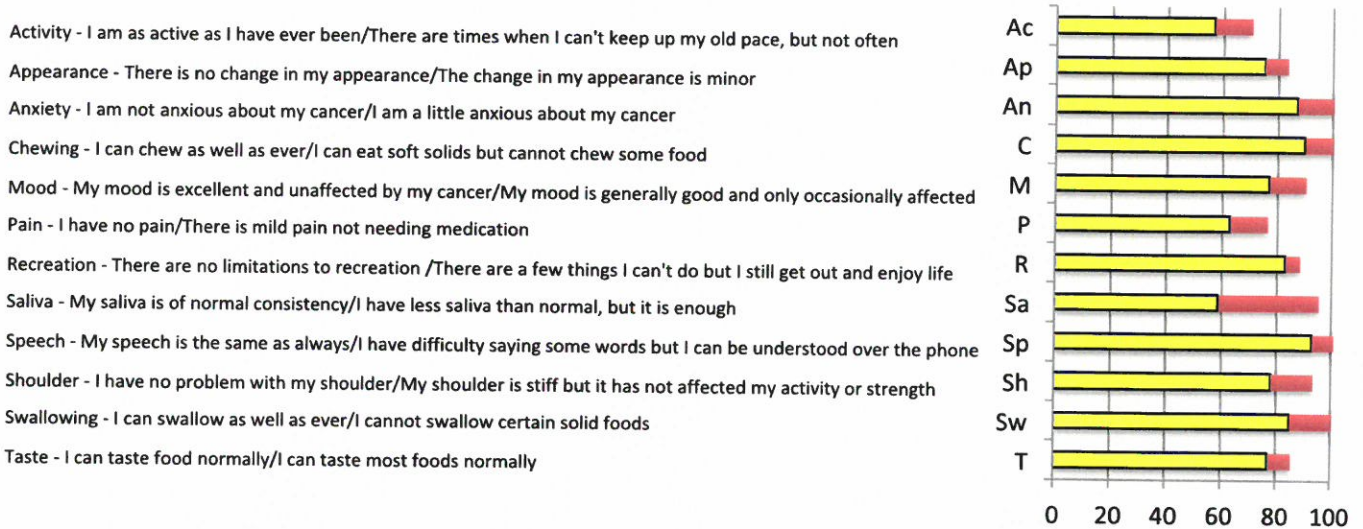 0 20 40 60 80 100
Activity - I am as active as I have ever been/There are times when I can't keep up my old pace, but not often Ac
Appearance - There is no change in my appearance/The change in my appearance is minor Ap
Anxiety - I am not anxious about my cancer/I am a little anxious about my cancer An
Chewing - I can chew as well as ever/I can eat soft solids but cannot chew some food C
Mood - My mood is excellent and unaffected by my cancer/My mood is generally good and only occasionally affected M
Pain - I have no pain/There is mild pain not needing medication P
Recreation - There are no limitations to recreation /There are a few things I can't do but I still get out and enjoy life R
Saliva - My saliva is of normal consistency/I have less saliva than normal, but it is enough Sa
Speech - My speech is the same as always/I have difficulty saying some words but I can be understood over the phone Sp
Shoulder - I have no problem with my shoulder/My shoulder is stiff but it has not affected my activity or strength Sh
Swallowing - I can swallow as well as ever/I cannot swallow certain solid foods Sw
Taste - I can taste food normally/I can taste most foods normally T
0 20 40 60 80 100